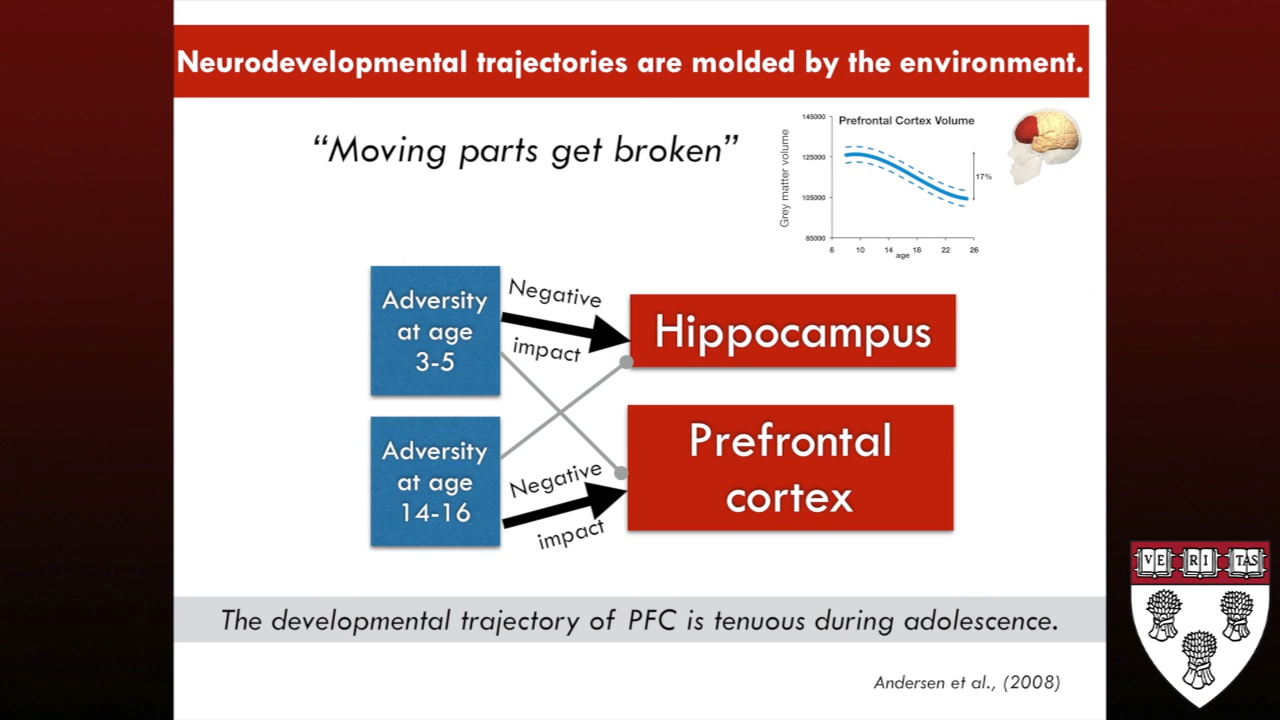 Neurodevelopmental trajectories are molded by the environment.
“Moving parts get broken”
Prefrontal Cortex Volume
Grey matter volume
145000
125000
105000
85000
17%
6 10 14 18 22 26
age
Adversity
at age
3-5
Negative
impact
Hippocampus
Adversity
at age
14-16
Negative
impact
Prefrontal
cortex
The developmental trajectory of PFC is tenuous during adolescence.
Andersen et al., (2008)
VE RI TAS